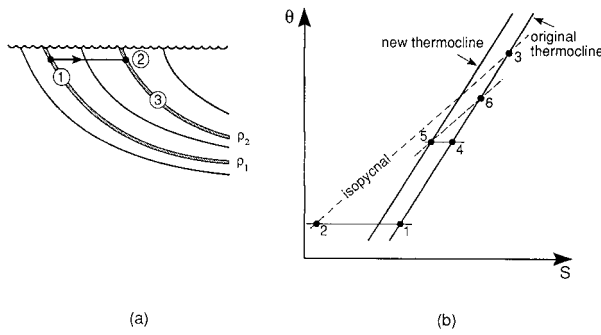 ①
②
③
ρ2
ρ1
(a)
θ
new thermocline
original
thermocline
3
6
5
4
isopycnal
2
1
S
(b)